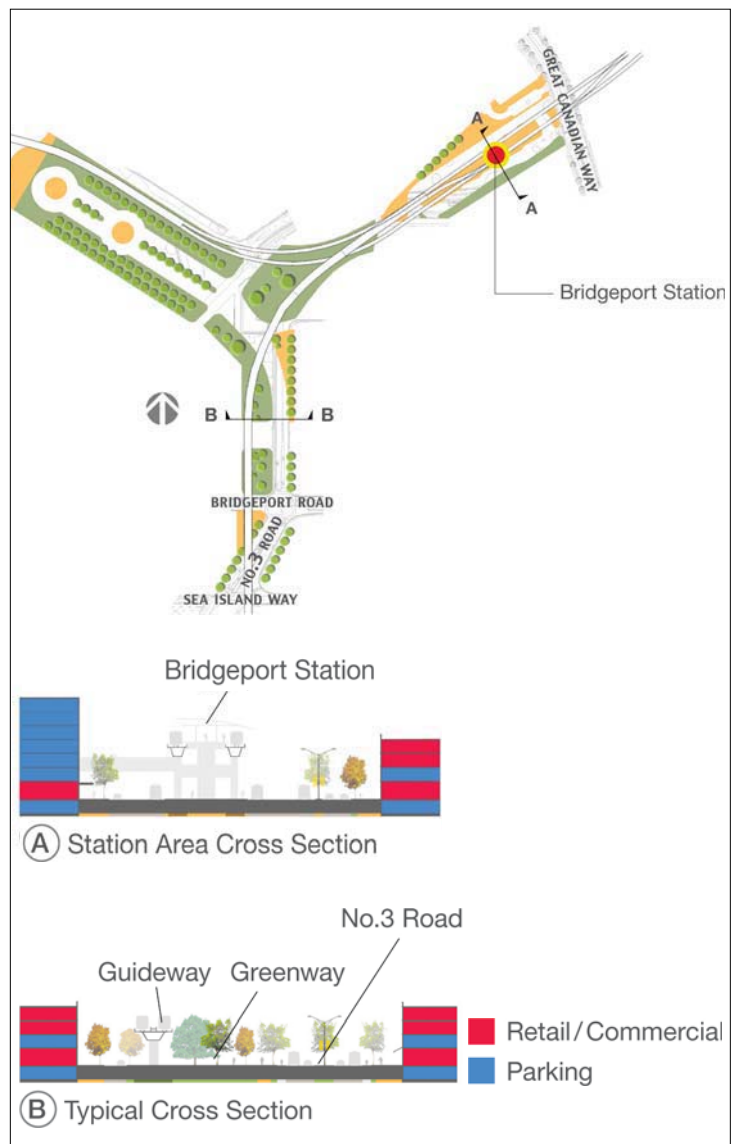 GREAT CANADIAN WAY
A
A
Bridgeport Station
B
B
BRIDGEPORT ROAD
NO.3 ROAD
SEA ISLAND WAY
Bridgeport Station
A Station Area Cross Section
No.3 Road
Guideway
Greenway
Retail/Commercial
Parking
B Typical Cross Section